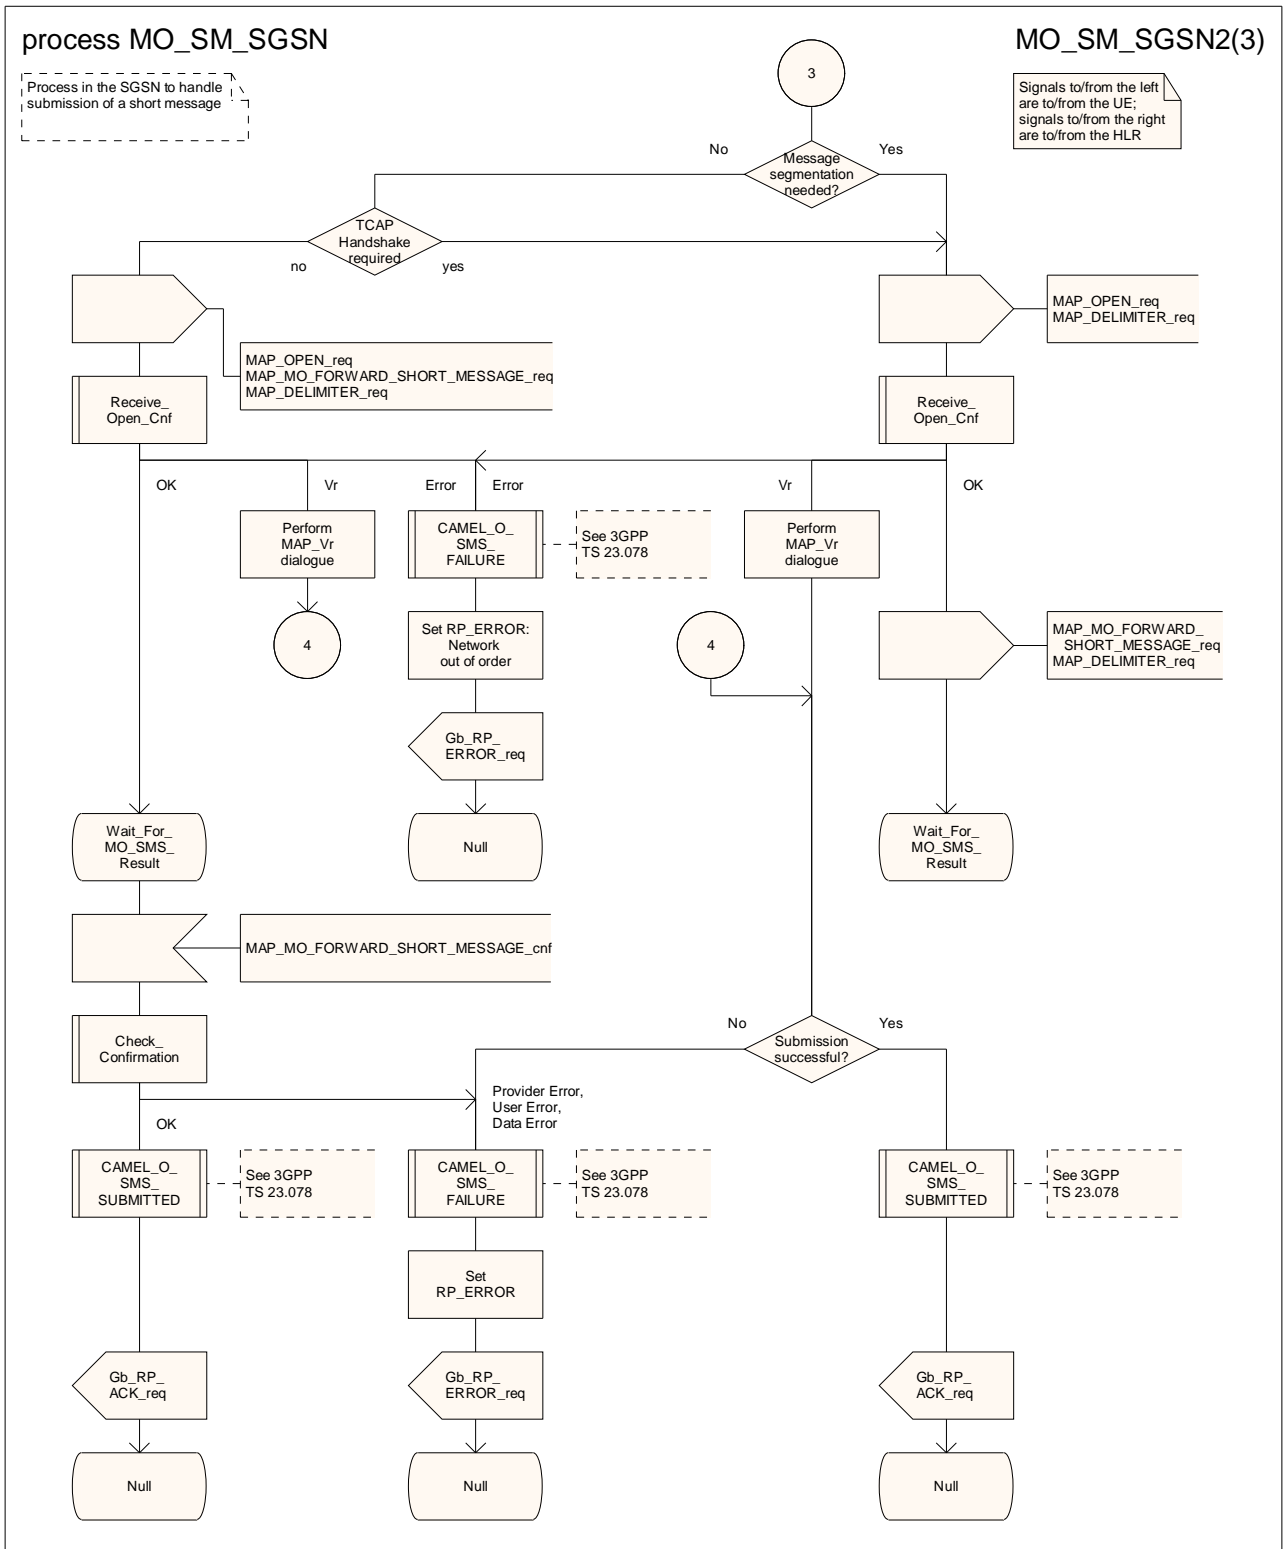 process MO_SM_SGSN
MO_SM_SGSN2(3)
Process in the SGSN to handle
submission of a short message
3
Signals to/from the left
are to/from the UE;
signals to/from the right
are to/from the HLR
No
Message
segmentation
needed?
Yes
TCAP
Handshake
required
no
yes
MAP_OPEN_req
MAP_DELIMITER_req
MAP_OPEN_req
MAP_MO_FORWARD_SHORT_MESSAGE_req
MAP_DELIMITER_req
Receive_
Open_Cnf
Receive_
Open_Cnf
OK
Vr
Error
Error
Vr
OK
Perform
MAP_Vr
dialogue
CAMEL_O_
SMS_
FAILURE
See 3GPP
TS 23.078
Perform
MAP_Vr
dialogue
4
Set RP_ERROR:
Network
out of order
4
MAP_MO_FORWARD_
SHORT_MESSAGE_req
MAP_DELIMITER_req
Gb_RP_
ERROR_req
Wait_For_
MO_SMS_
Result
Null
Wait_For_
MO_SMS_
Result
MAP_MO_FORWARD_SHORT_MESSAGE_cnf
Check_
Confirmation
No
Submission
successful?
Yes
OK
Provider Error,
User Error,
Data Error
CAMEL_O_
SMS_
SUBMITTED
See 3GPP
TS 23.078
CAMEL_O_
SMS_
FAILURE
See 3GPP
TS 23.078
CAMEL_O_
SMS_
SUBMITTED
See 3GPP
TS 23.078
Set
RP_ERROR
Gb_RP_
ACK_req
Gb_RP_
ERROR_req
Gb_RP_
ACK_req
Null
Null
Null